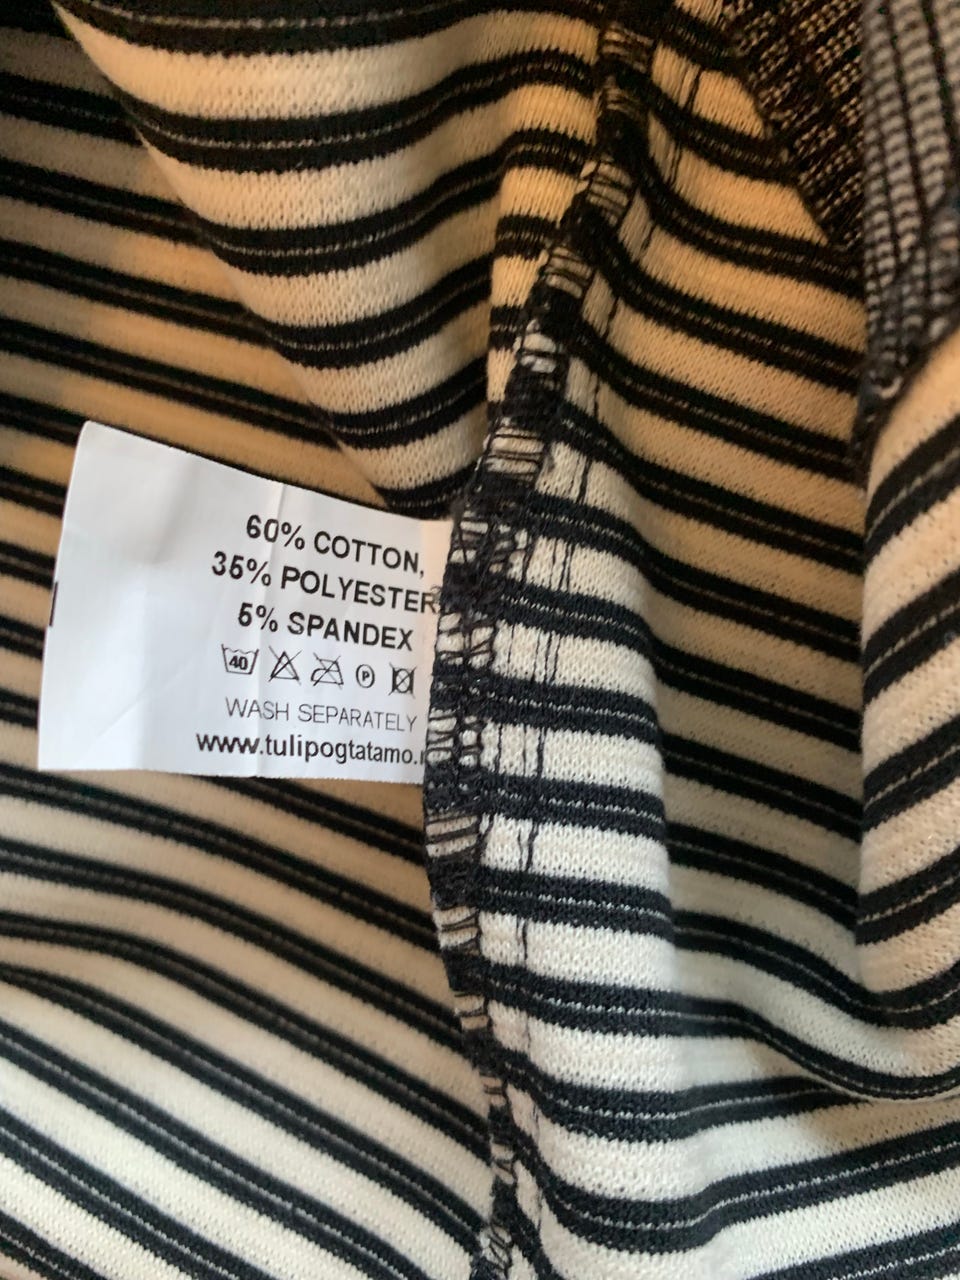 60% COTTON,
35% POLYESTER
5% SPANDEX
40 P
WASH SEPARATELY
www.tulipogtatamo.